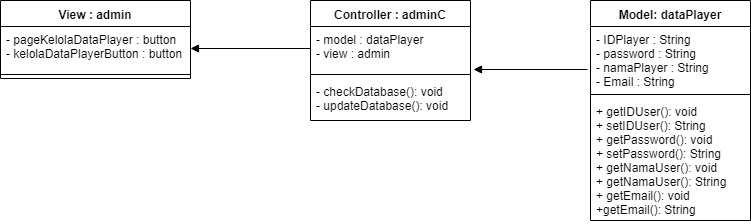 View : admin
- pageKelolaDataPlayer : button
- kelolaDataPlayerButton : button
Controller : adminC
- model : dataPlayer
- view : admin
- checkDatabase(): void
- updateDatabase(): void
Model: dataPlayer
- IDPlayer : String
- password : String
- namaPlayer : String
- Email : String
+ getIDUser(): void
+ setIDUser(): String
+ getPassword(): void
+ setPassword(): String
+ getNamaUser(): void
+ getNamaUser(): String
+ getEmail(): void
+getEmail(): String